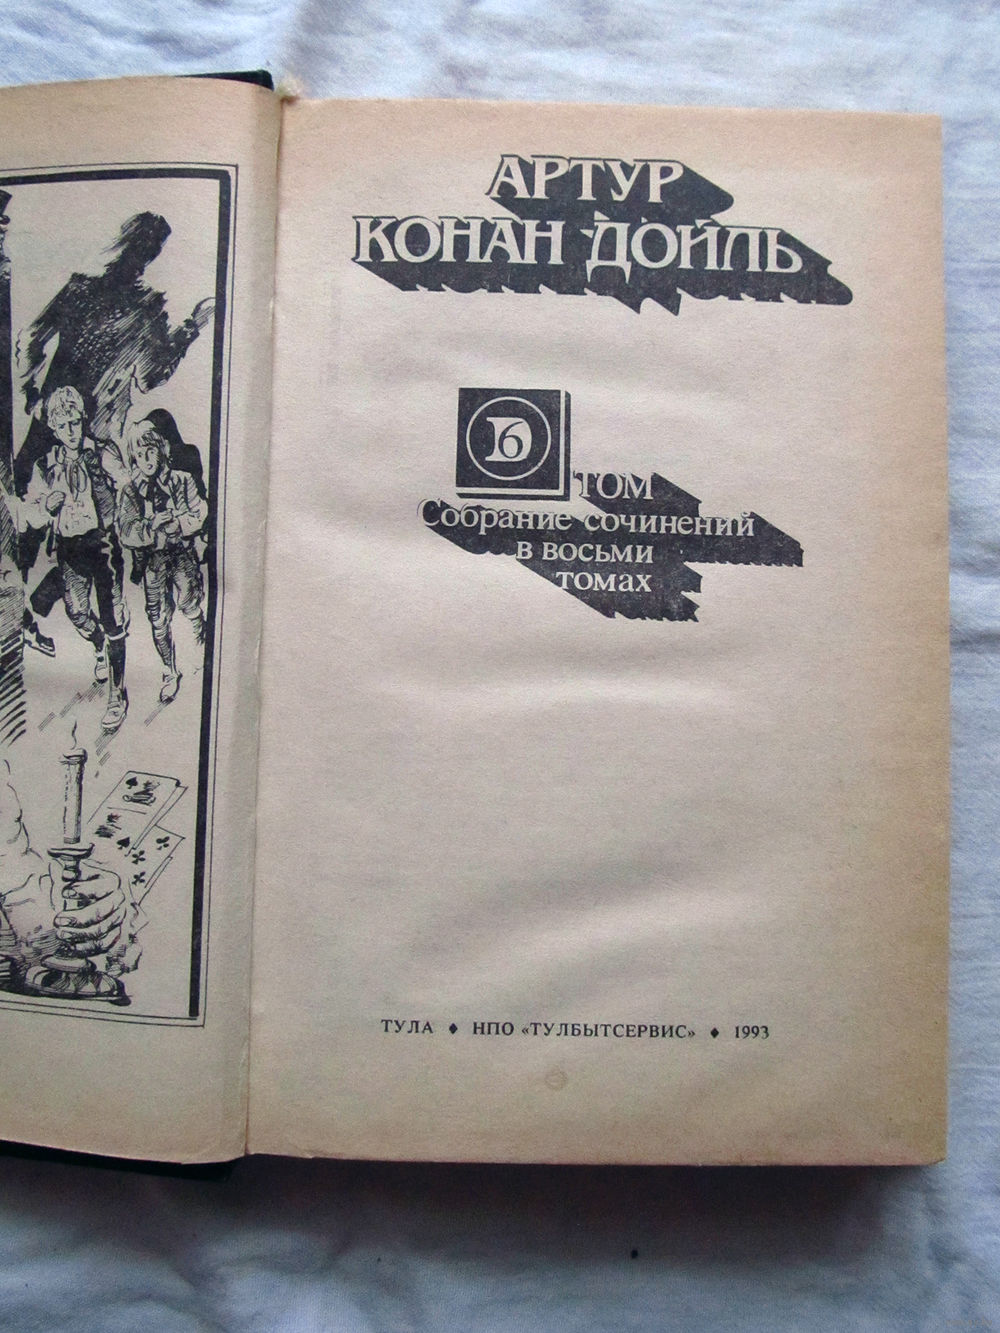 АРТУР
КОНАН ДОЙЛЬ
6
ТОМ
Собрание сочинений
в восьми
томах
ТУЛА ♦ НПО «ТУЛБЫТСЕРВИС» ♦ 1993